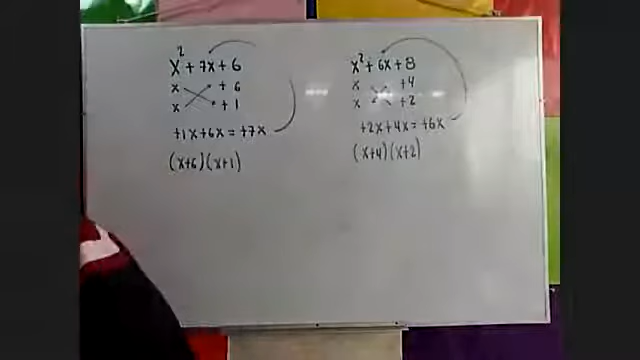 x² + 7x + 6
x + 6
x + 1
+1x+6x = +7x
(x+6)(x+1)
x² + 6x + 8
x +4
x +2
+2x+4x = +6x
(x+4)(x+2)